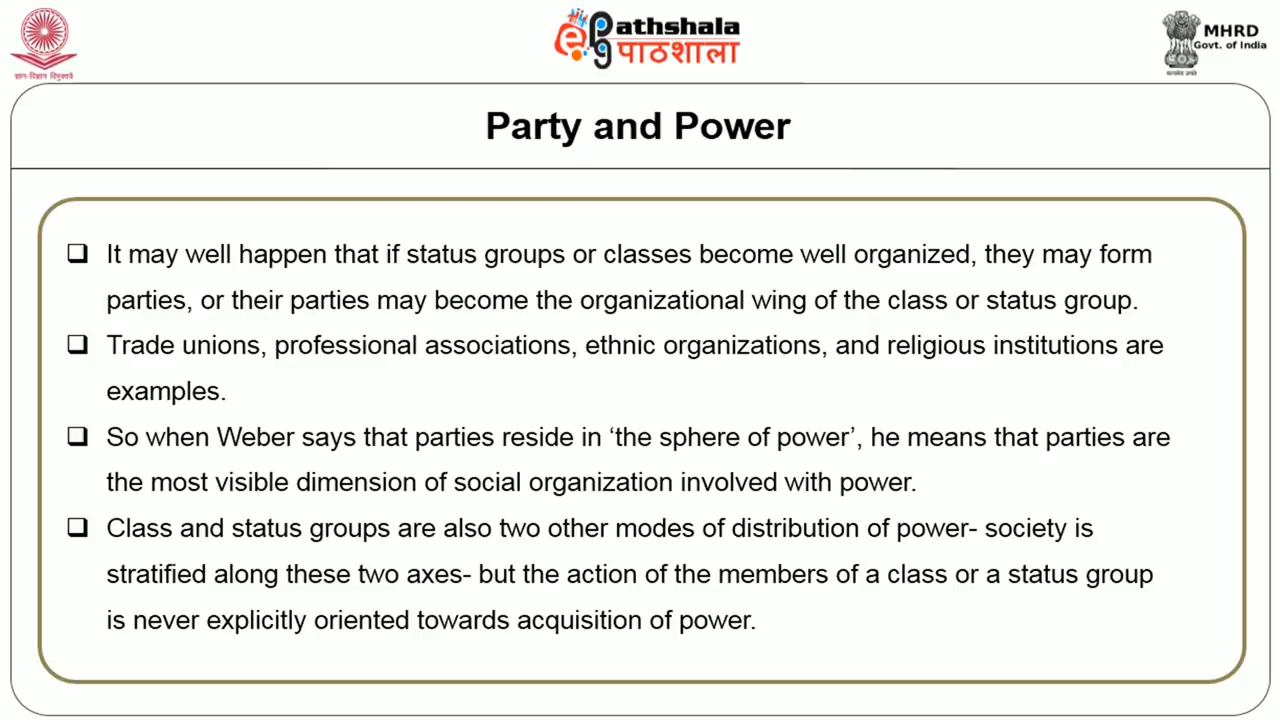 ज्ञान-विज्ञान विमुक्तये
ePg Pathshala
पाठशाला
सत्यमेव जयते
MHRD
Govt. of India
Party and Power
❑ It may well happen that if status groups or classes become well organized, they may form
parties, or their parties may become the organizational wing of the class or status group.
❑ Trade unions, professional associations, ethnic organizations, and religious institutions are
examples.
❑ So when Weber says that parties reside in ‘the sphere of power’, he means that parties are
the most visible dimension of social organization involved with power.
❑ Class and status groups are also two other modes of distribution of power- society is
stratified along these two axes- but the action of the members of a class or a status group
is never explicitly oriented towards acquisition of power.